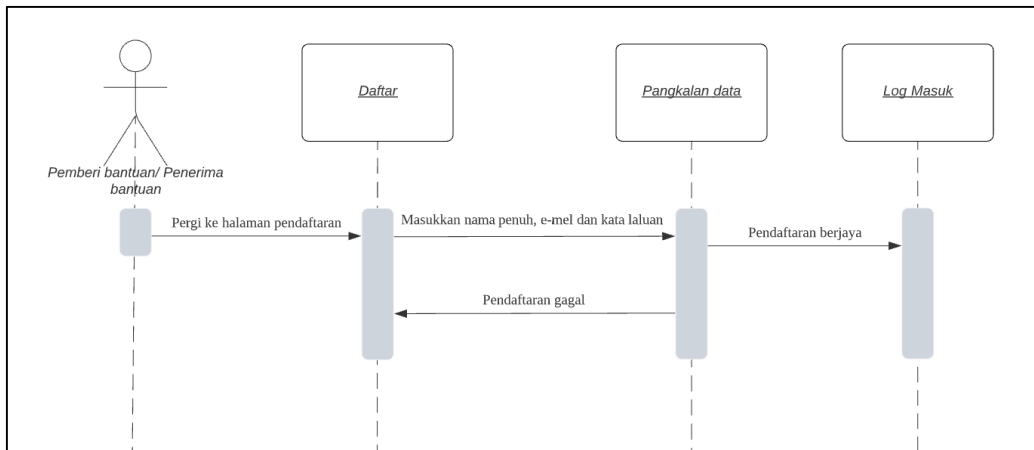 Daftar
Pangkalan data
Log Masuk
Pemberi bantuan/ Penerima
bantuan
Pergi ke halaman pendaftaran
Masukkan nama penuh, e-mel dan kata laluan
Pendaftaran berjaya
Pendaftaran gagal